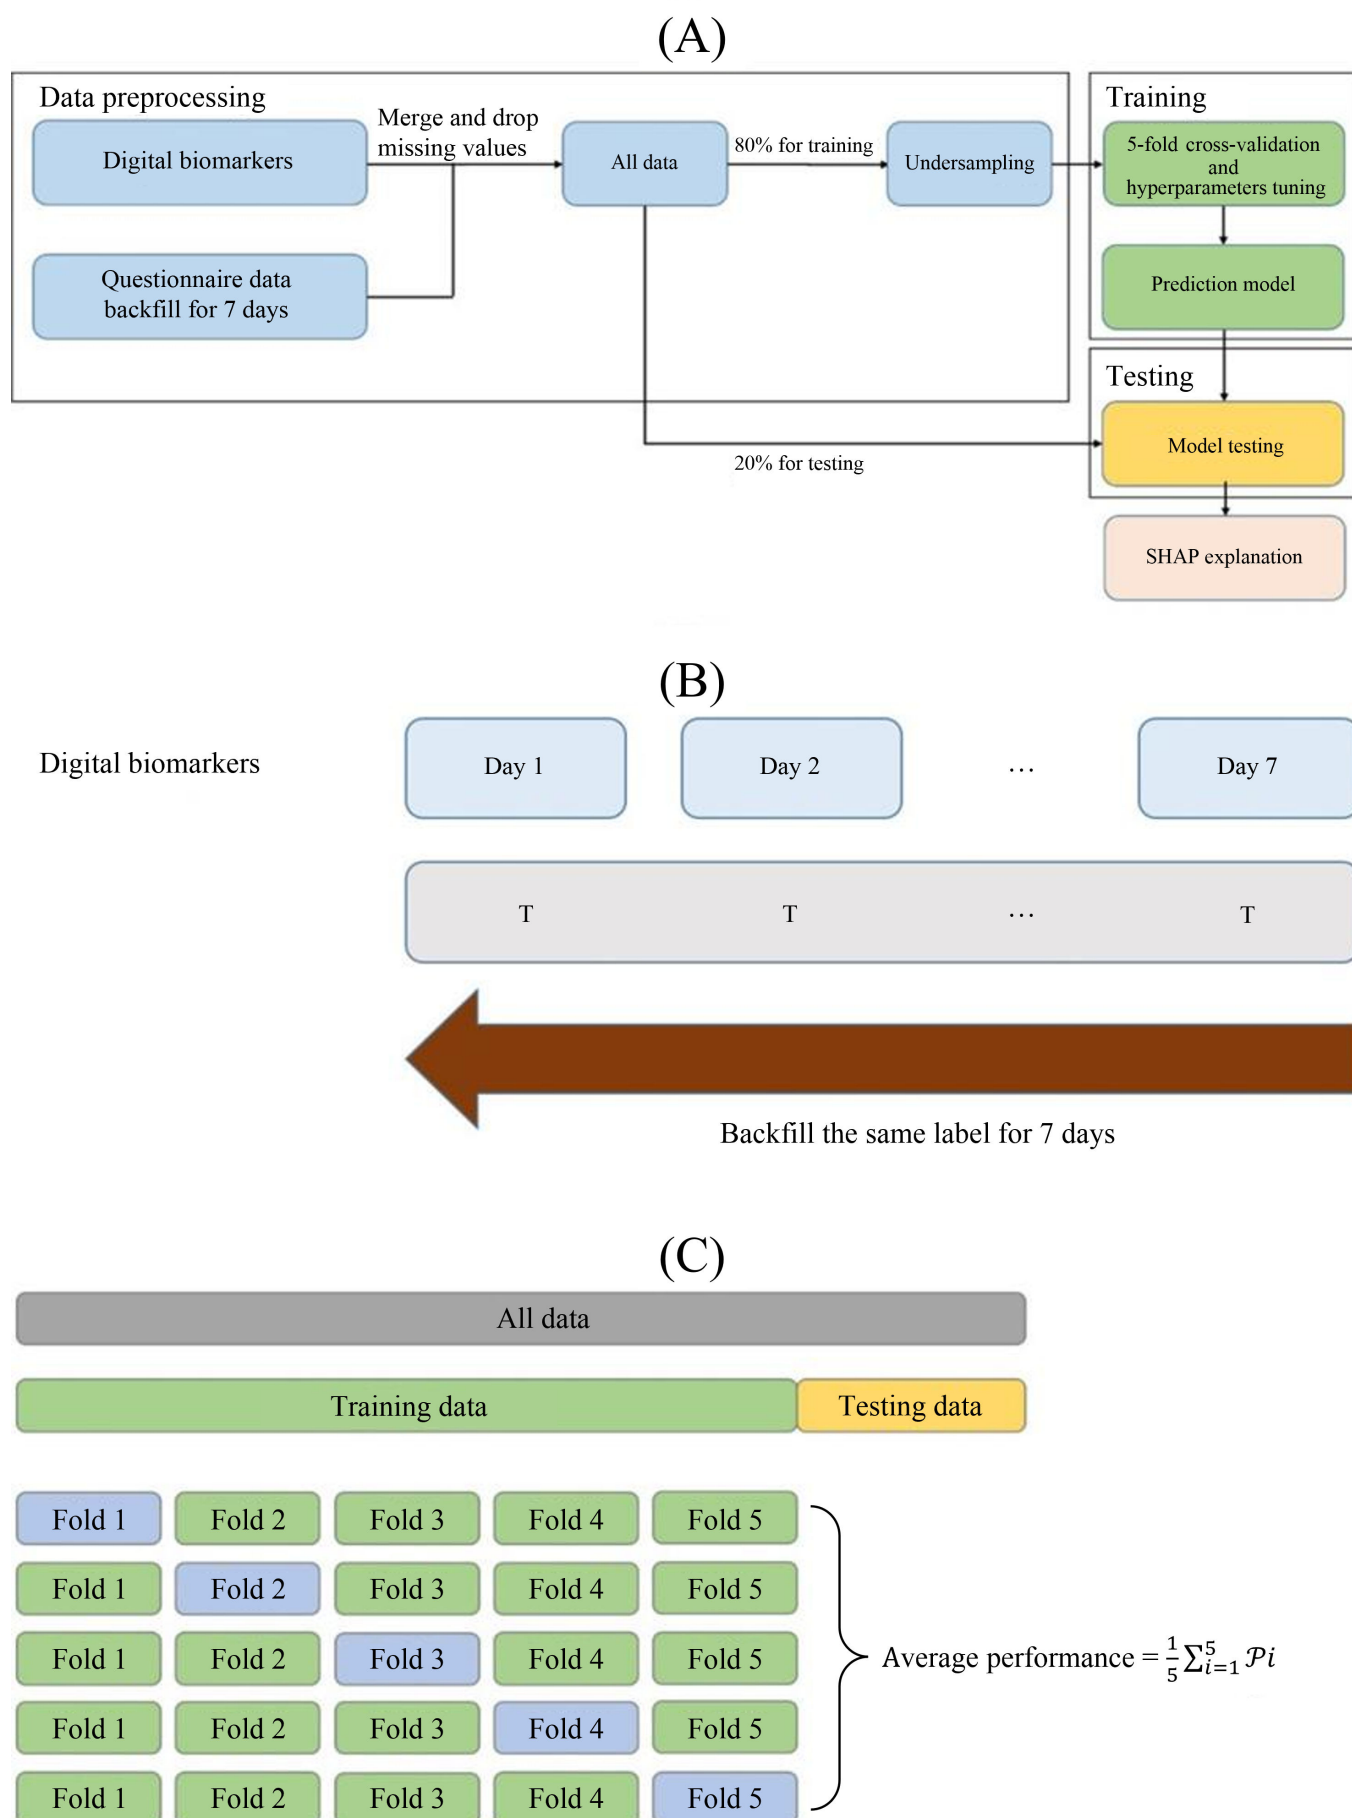 (A)
Data preprocessing
Digital biomarkers
Merge and drop
missing values
All data
80% for training
Undersampling
Questionnaire data
backfill for 7 days
20% for testing
Training
5-fold cross-validation
and
hyperparameters tuning
Prediction model
Testing
Model testing
SHAP explanation
(B)
Digital biomarkers
Day 1 Day 2 … Day 7
T T … T
Backfill the same label for 7 days
(C)
All data
Training data Testing data
Fold 1 Fold 2 Fold 3 Fold 4 Fold 5
Fold 1 Fold 2 Fold 3 Fold 4 Fold 5
Fold 1 Fold 2 Fold 3 Fold 4 Fold 5
Fold 1 Fold 2 Fold 3 Fold 4 Fold 5
Fold 1 Fold 2 Fold 3 Fold 4 Fold 5
Average performance = 1/5 ∑_{i=1}^{5} 𝒫i